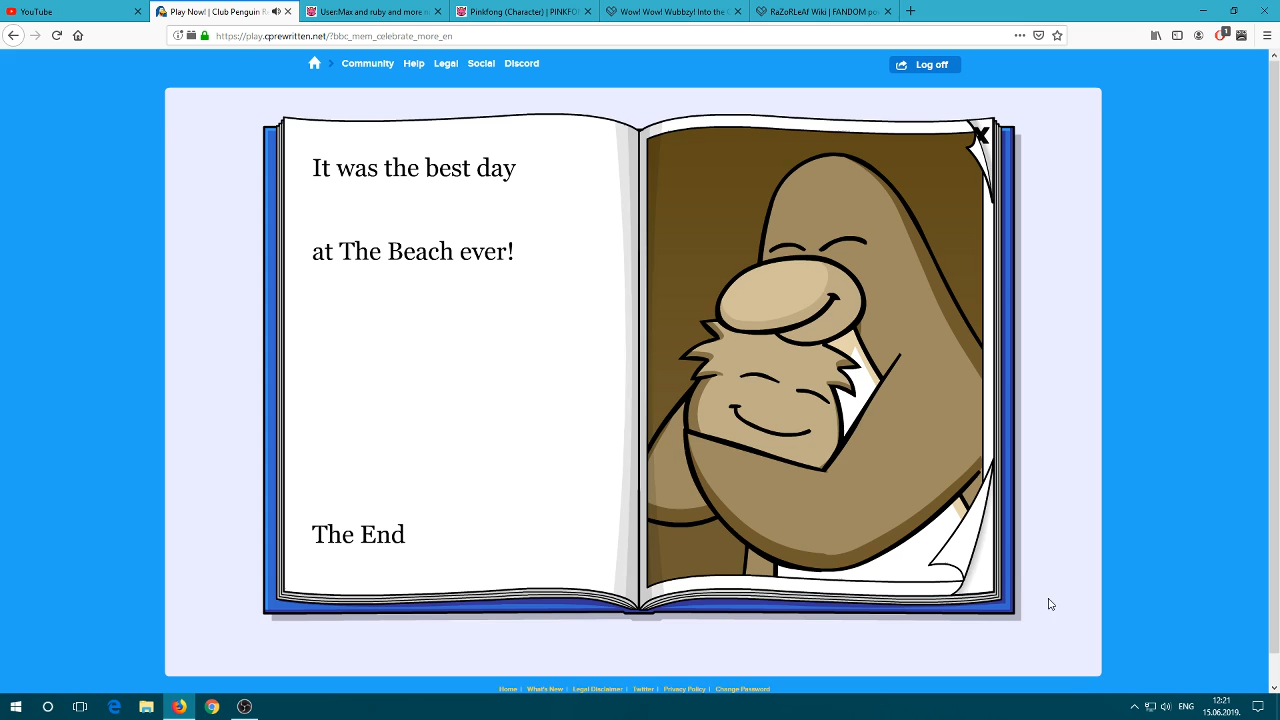 YouTube
Play Now! | Club Penguin Re
User:Max and ruby and more n
Pinkfong (Character) | PINKFO
Wow! Wow! Wubbzy! Into the C
RaZoRLeAf Wiki | FANDOM po
https://play.cprewritten.net/?bbc_mem_celebrate_more_en
1
Community
Help
Legal
Social
Discord
Log off
It was the best day
at The Beach ever!
The End
X
Home | What's New | Legal Disclaimer | Twitter | Privacy Policy | Change Password
ENG
12:21
15.06.2019.